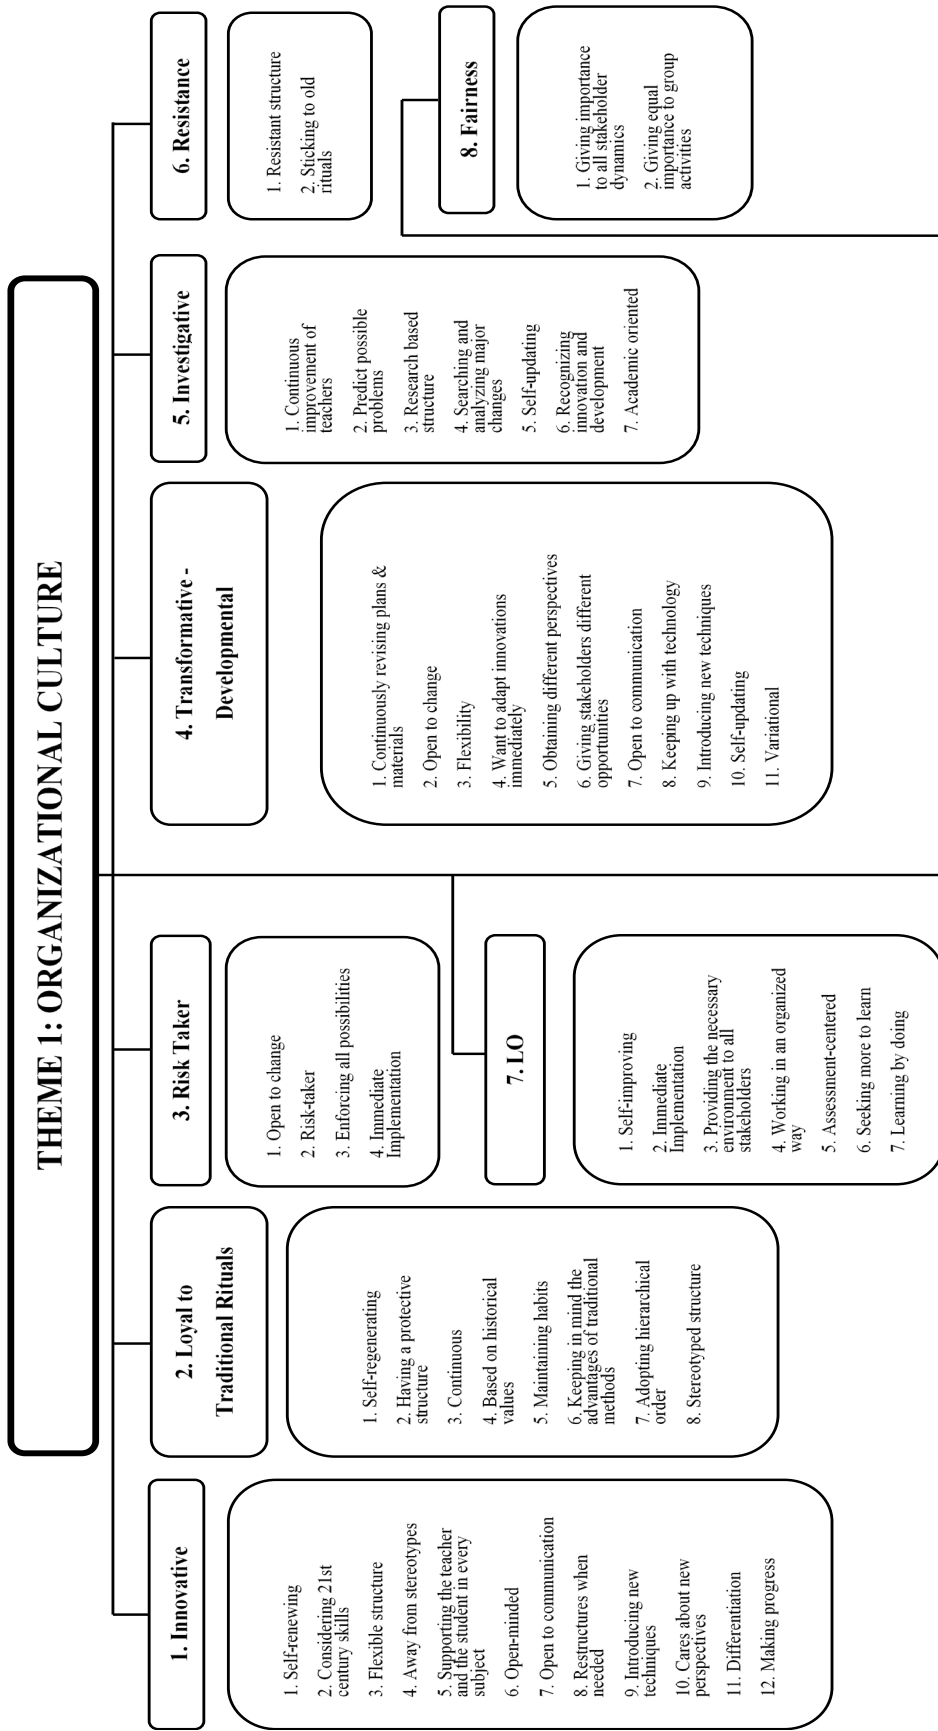 THEME 1: ORGANIZATIONAL CULTURE
1. Innovative
1. Self-renewing
2. Considering 21st
century skills
3. Flexible structure
4. Away from stereotypes
5. Supporting the teacher
and the student in every
subject
6. Open-minded
7. Open to communication
8. Restructures when
needed
9. Introducing new
techniques
10. Cares about new
perspectives
11. Differentiation
12. Making progress
2. Loyal to
Traditional Rituals
1. Self-regenerating
2. Having a protective
structure
3. Continuous
4. Based on historical
values
5. Maintaining habits
6. Keeping in mind the
advantages of traditional
methods
7. Adopting hierarchical
order
8. Stereotyped structure
3. Risk Taker
1. Open to change
2. Risk-taker
3. Enforcing all possibilities
4. Immediate
Implementation
4. Transformative -
Developmental
1. Continuously revising plans &
materials
2. Open to change
3. Flexibility
4. Want to adapt innovations
immediately
5. Obtaining different perspectives
6. Giving stakeholders different
opportunities
7. Open to communication
8. Keeping up with technology
9. Introducing new techniques
10. Self-updating
11. Variational
5. Investigative
1. Continuous
improvement of
teachers
2. Predict possible
problems
3. Research based
structure
4. Searching and
analyzing major
changes
5. Self-updating
6. Recognizing
innovation and
development
7. Academic oriented
6. Resistance
1. Resistant structure
2. Sticking to old
rituals
7. LO
1. Self-improving
2. Immediate
Implementation
3. Providing the necessary
environment to all
stakeholders
4. Working in an organized
way
5. Assessment-centered
6. Seeking more to learn
7. Learning by doing
8. Fairness
1. Giving importance
to all stakeholder
dynamics
2. Giving equal
importance to group
activities